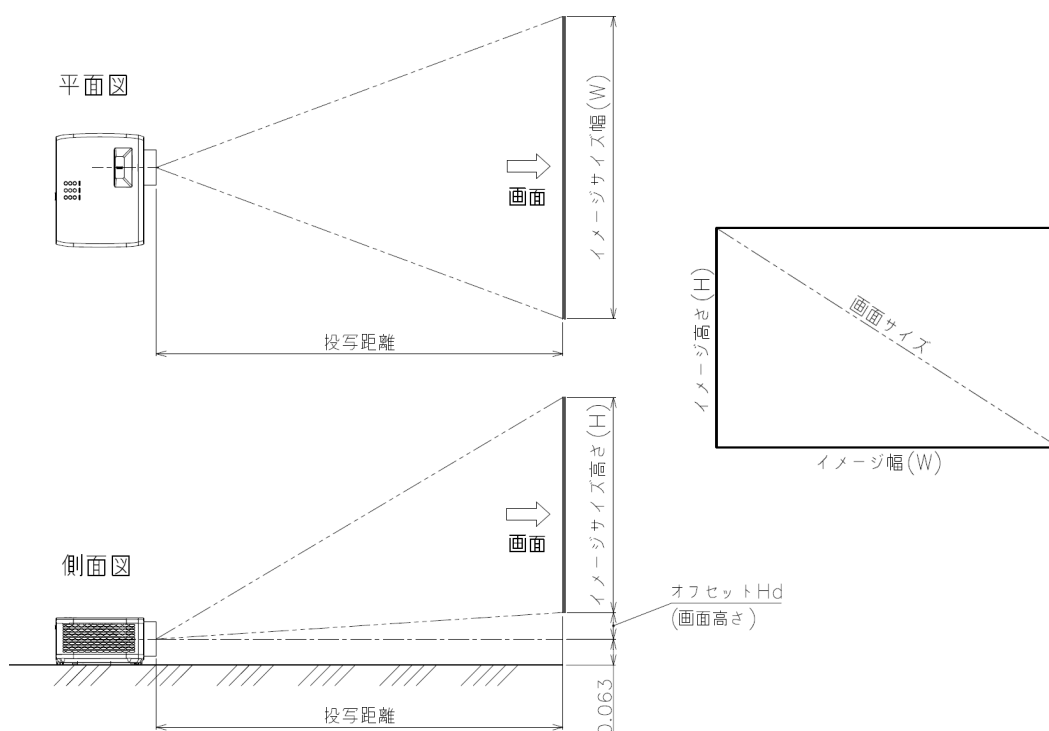 平面図
画面
イメージサイズ幅(W)
投写距離
イメージ高さ(H)
画面サイズ
イメージ幅(W)
側面図
画面
イメージサイズ高さ(H)
オフセットHd
(画面高さ)
投写距離
0.063